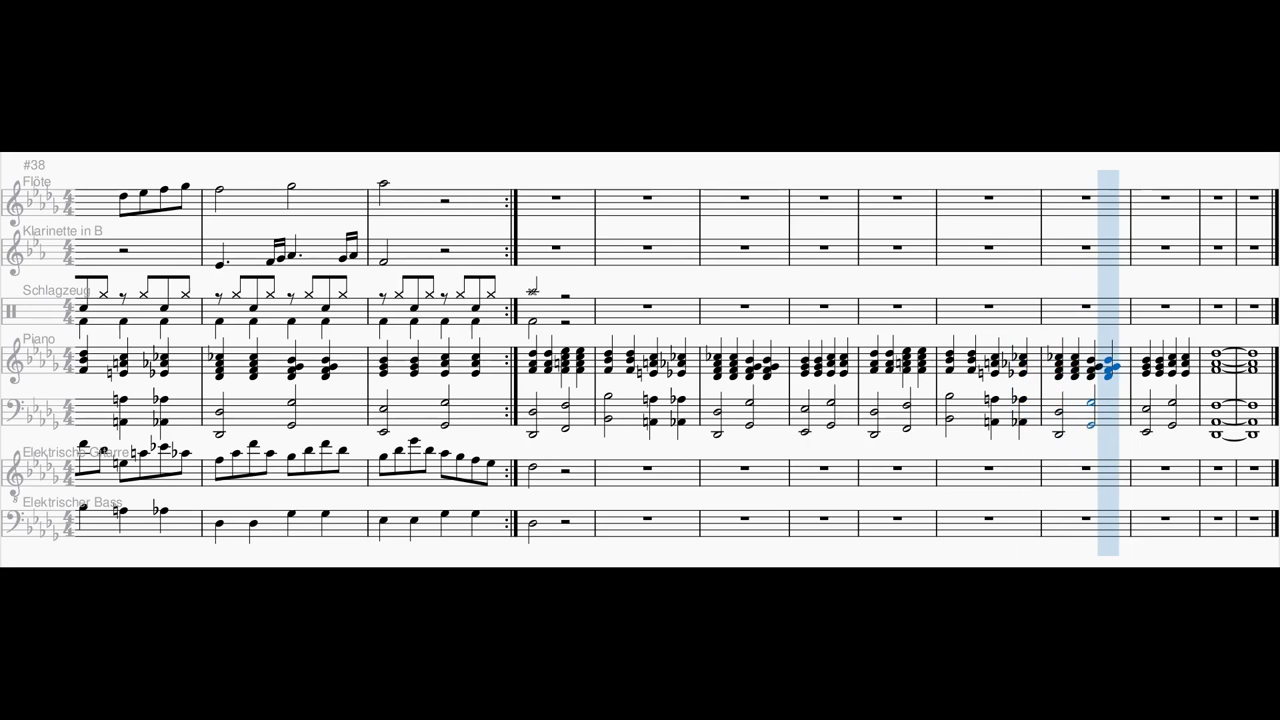 #38
Flöte
Klarinette in B
Schlagzeug
Piano
Elektrische Gitarre
Elektrischer Bass